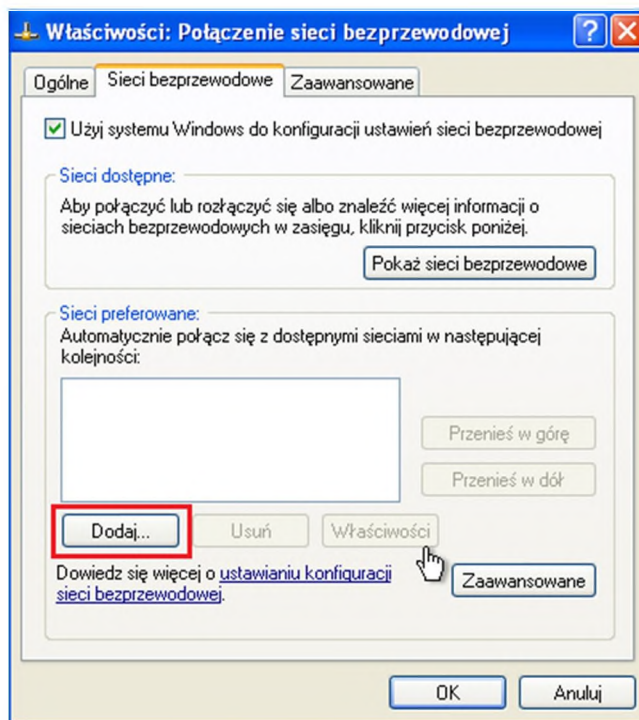 Właściwości: Połączenie sieci bezprzewodowej
Ogólne
Sieci bezprzewodowe
Zaawansowane
Użyj systemu Windows do konfiguracji ustawień sieci bezprzewodowej
Sieci dostępne:
Aby połączyć lub rozłączyć się albo znaleźć więcej informacji o
sieciach bezprzewodowych w zasięgu, kliknij przycisk poniżej.
Pokaż sieci bezprzewodowe
Sieci preferowane:
Automatycznie połącz się z dostępnymi sieciami w następującej
kolejności:
Przenieś w górę
Przenieś w dół
Dodaj...
Usuń
Właściwości
Dowiedz się więcej o ustawianiu konfiguracji
sieci bezprzewodowej.
Zaawansowane
OK
Anuluj